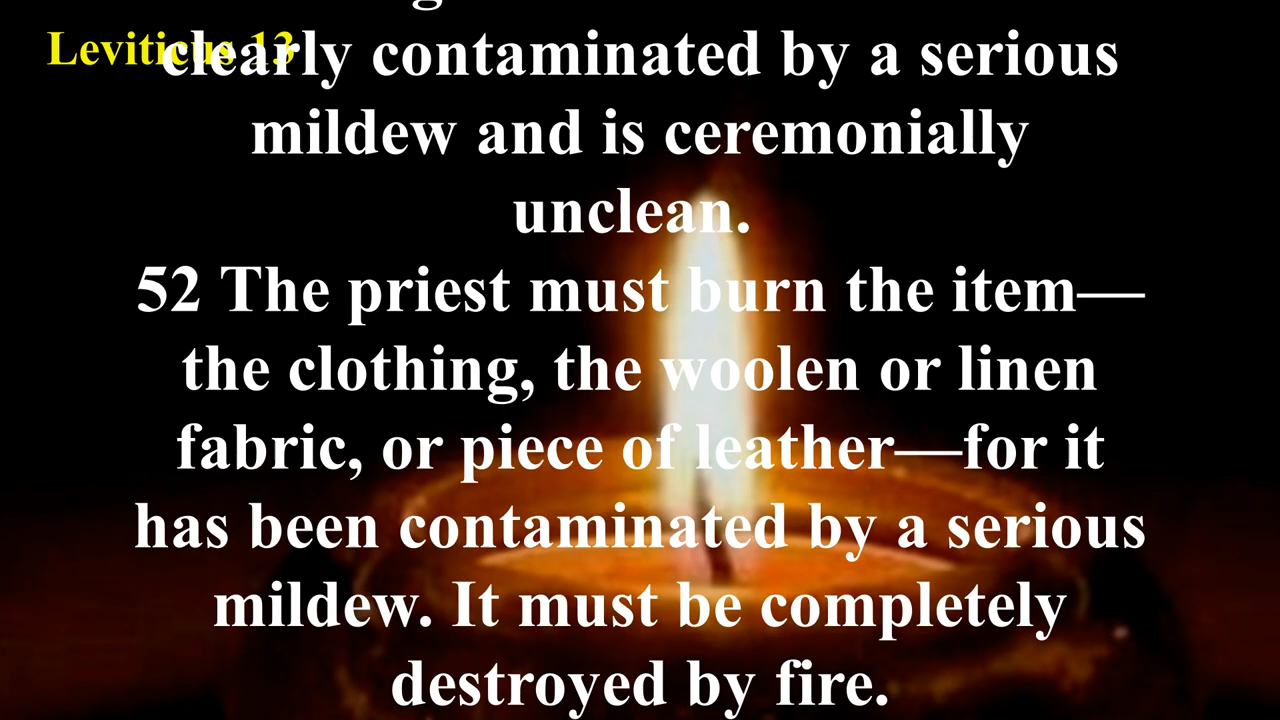 Leviticus 13
clearly contaminated by a serious
mildew and is ceremonially
unclean.
52 The priest must burn the item—
the clothing, the woolen or linen
fabric, or piece of leather—for it
has been contaminated by a serious
mildew. It must be completely
destroyed by fire.